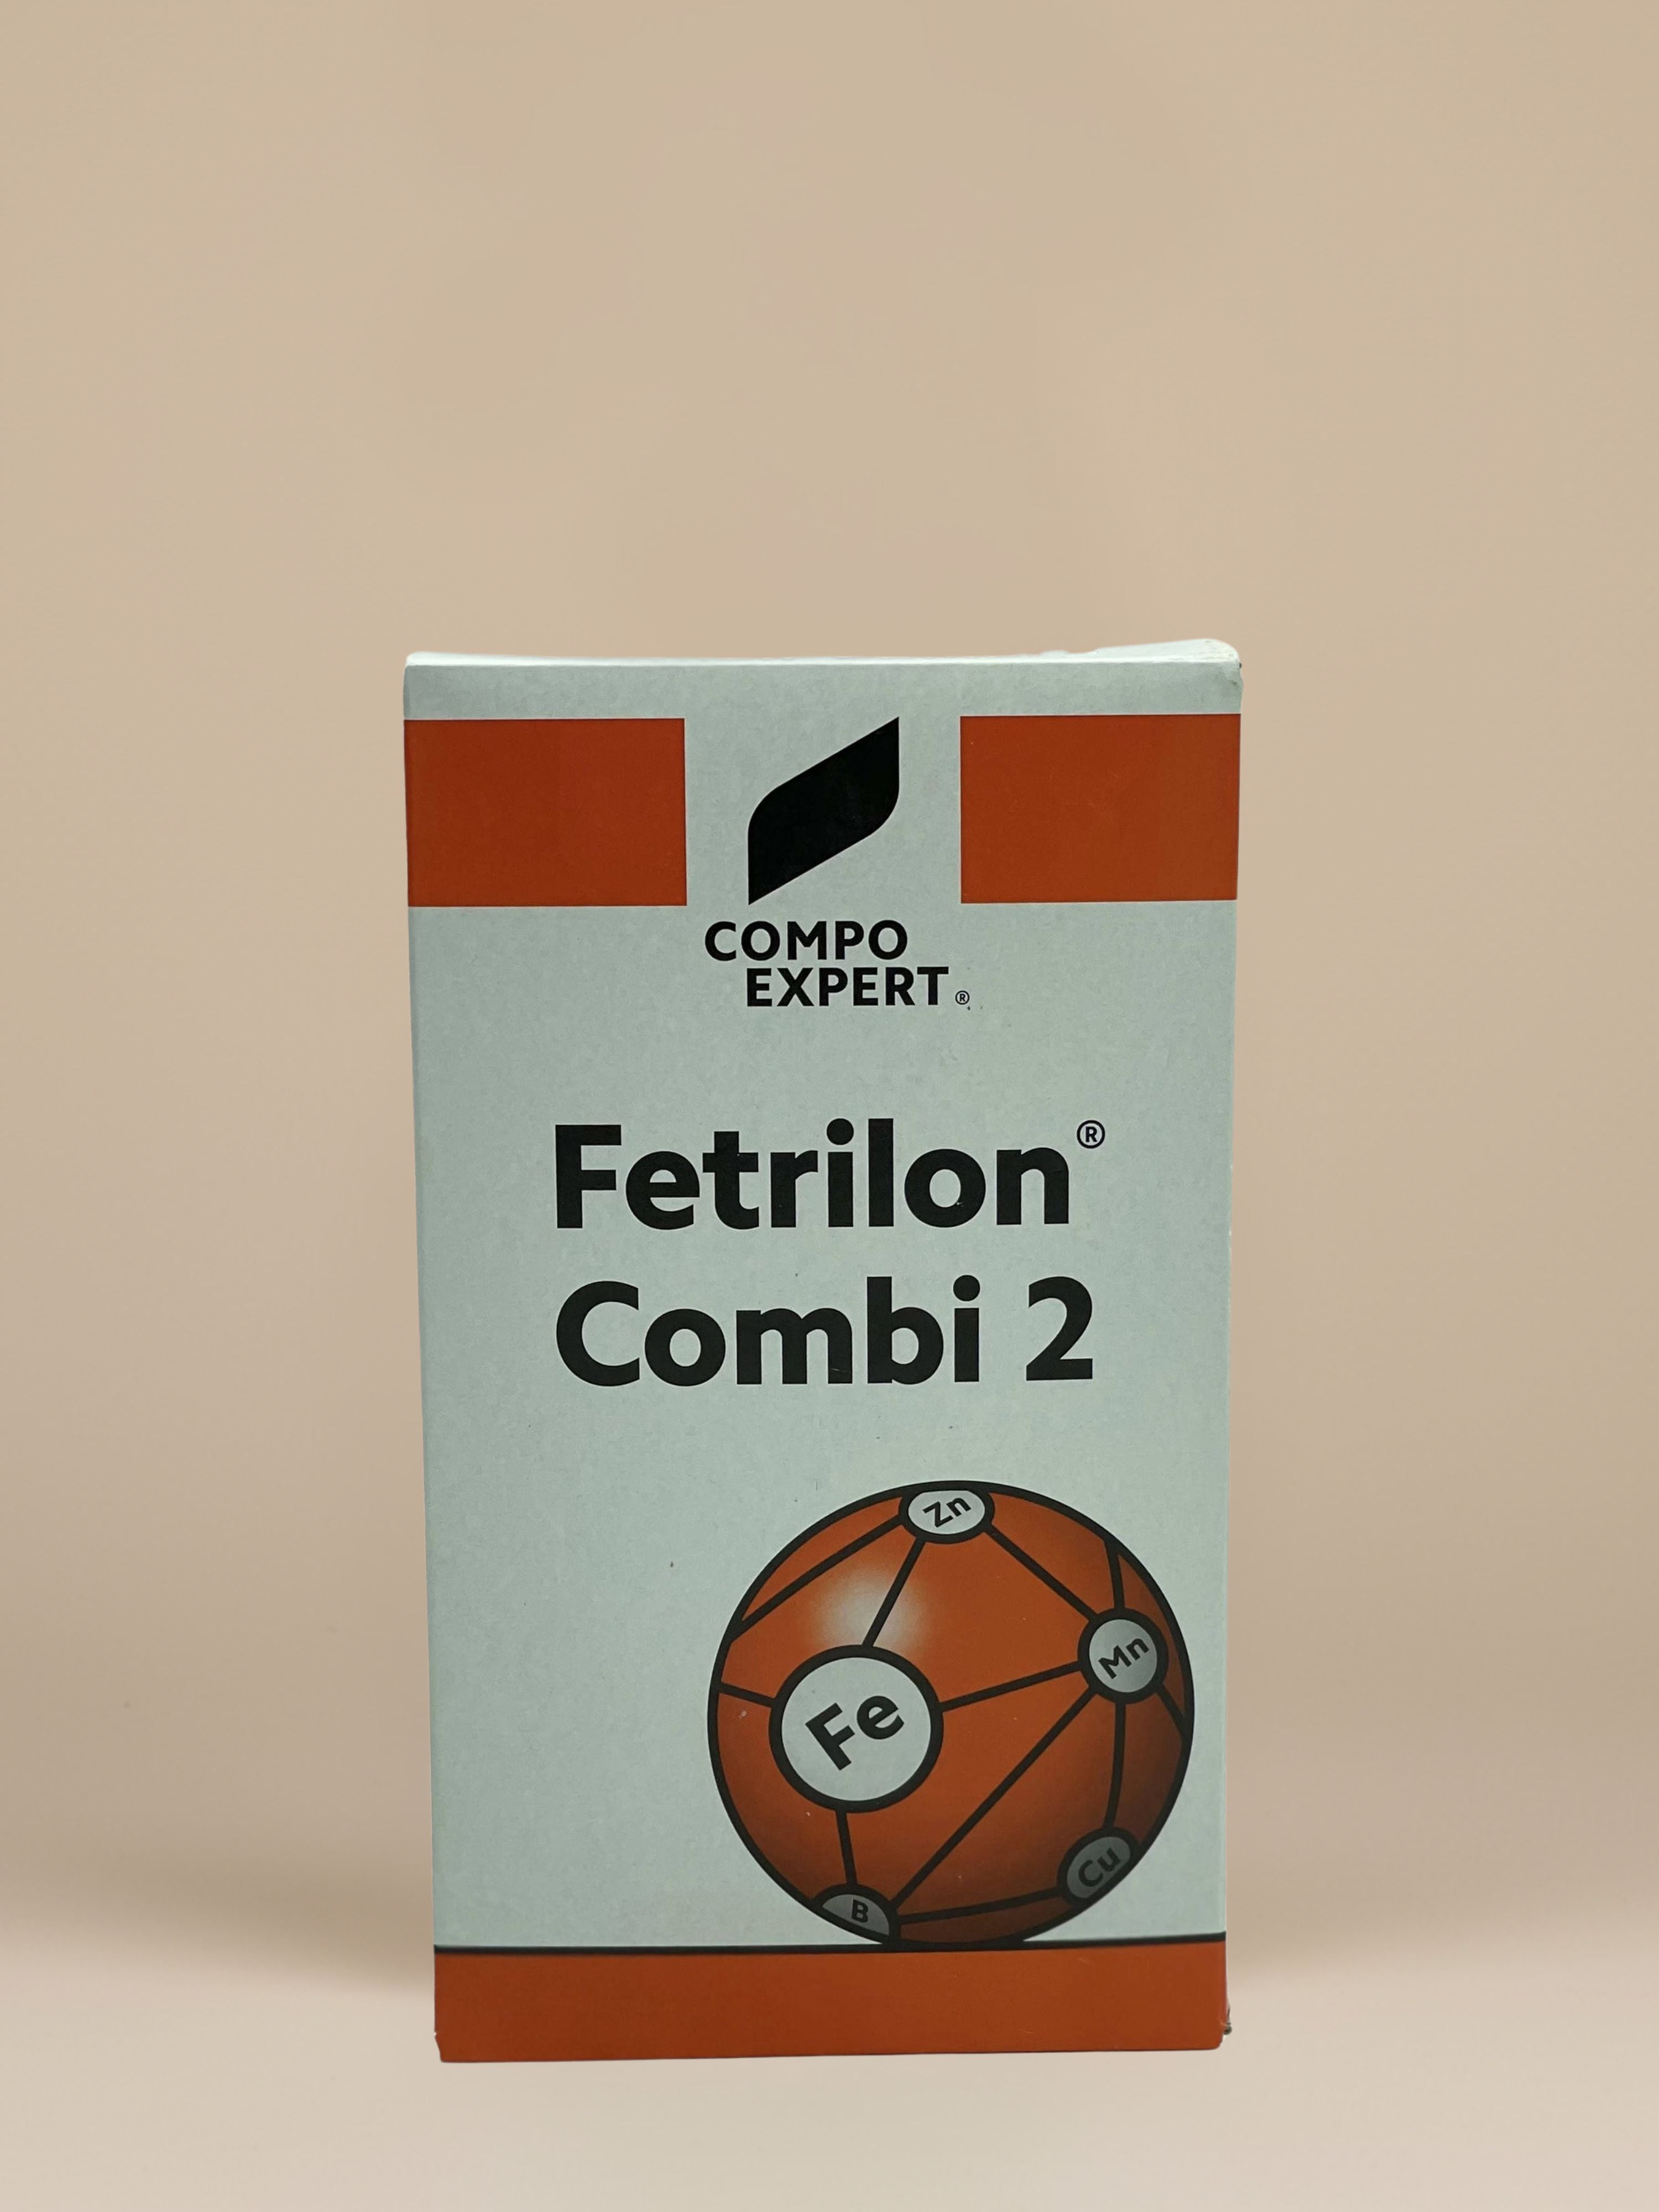 COMPO
EXPERT®
Fetrilon®
Combi 2
Zn
Mn
Fe
Cu
B